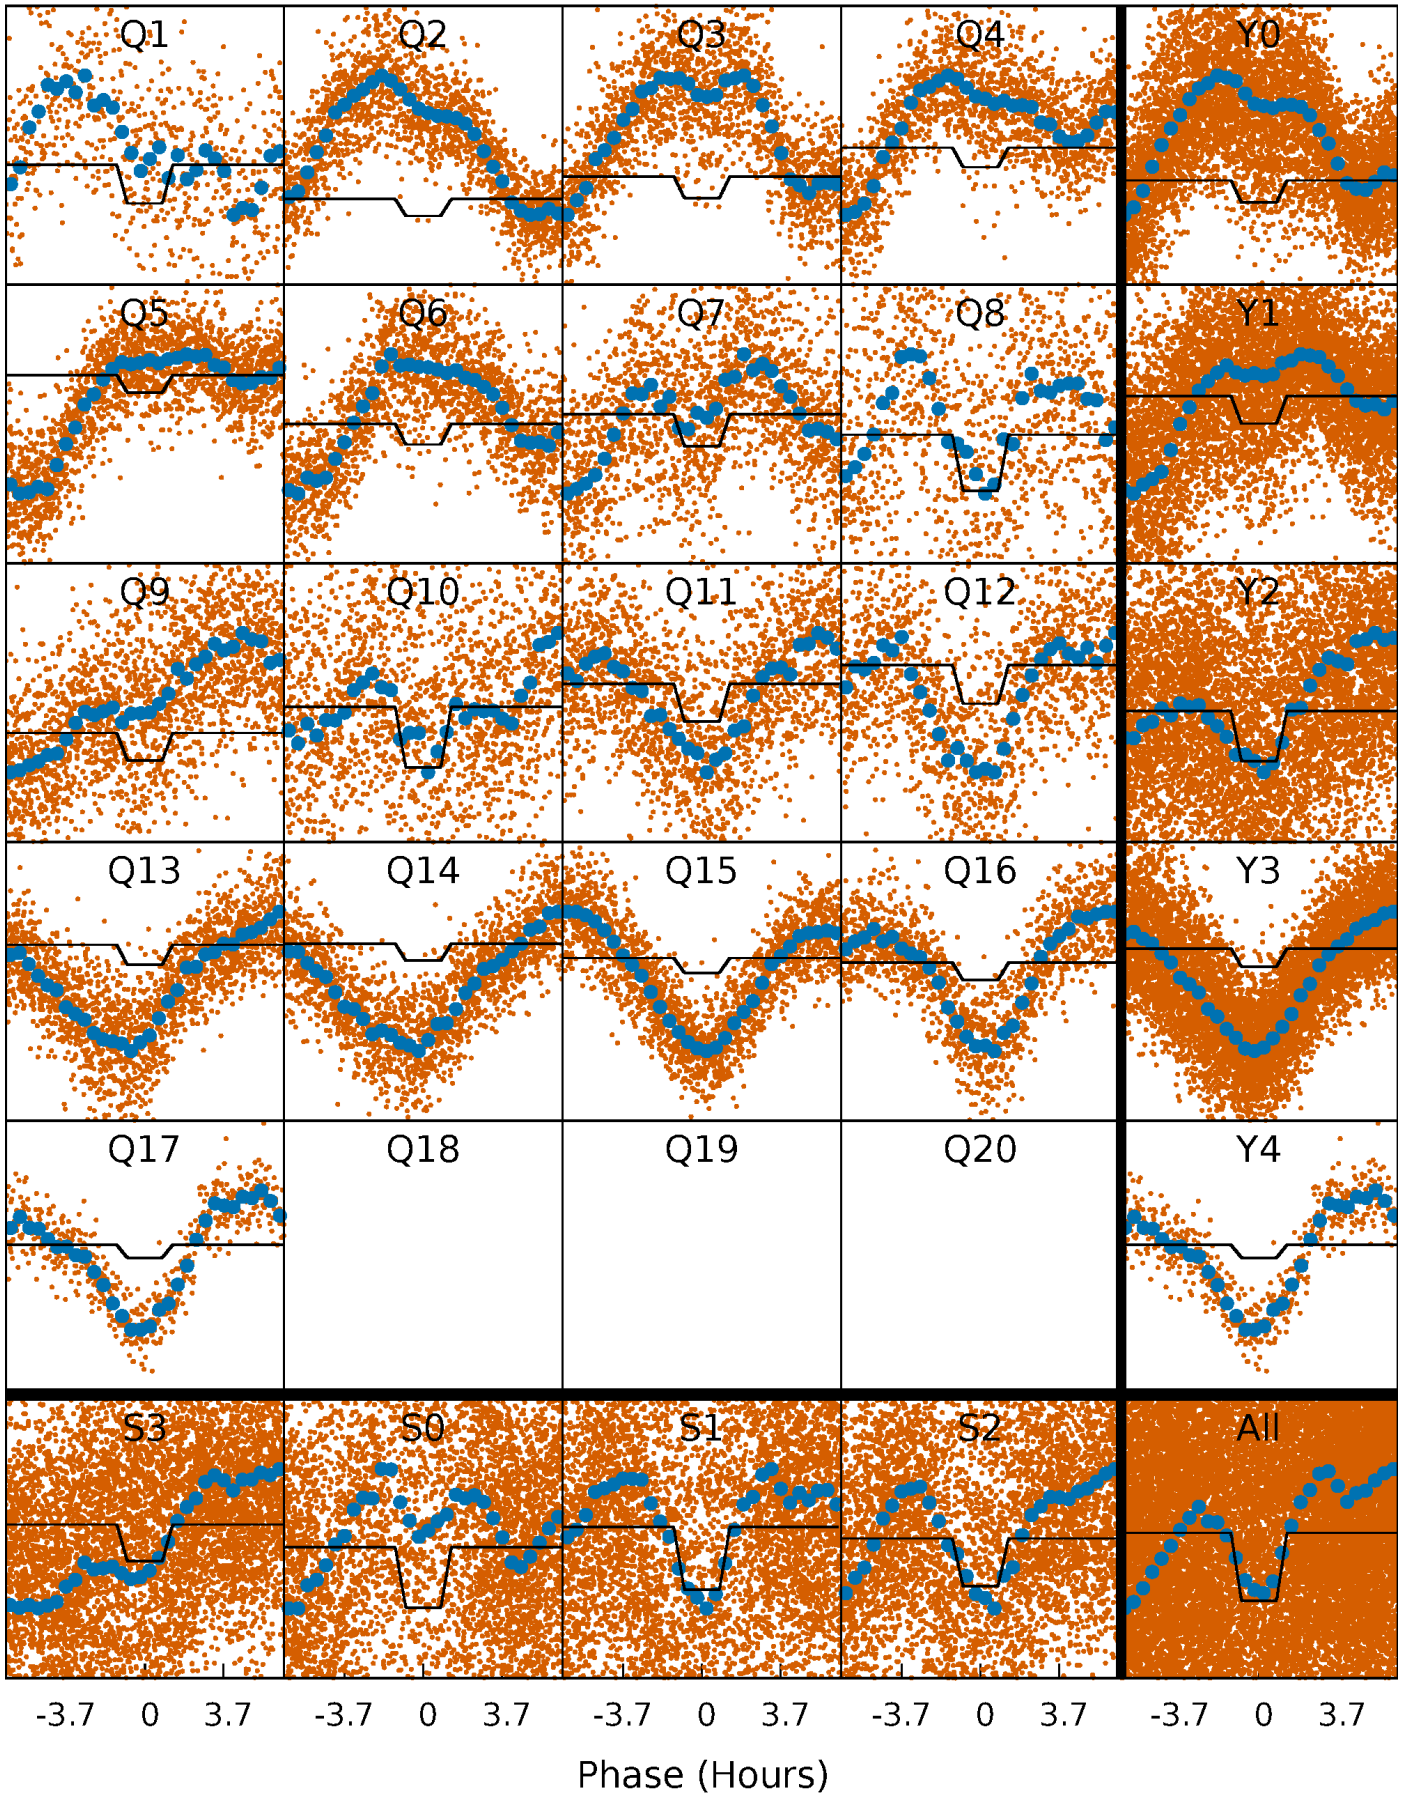 Q1 Q2 Q3 Q4 Y0
Q5 Q6 Q7 Q8 Y1
Q9 Q10 Q11 Q12 Y2
Q13 Q14 Q15 Q16 Y3
Q17 Q18 Q19 Q20 Y4
S3 S0 S1 S2 All
-3.7 0 3.7 -3.7 0 3.7 -3.7 0 3.7 -3.7 0 3.7 -3.7 0 3.7
Phase (Hours)